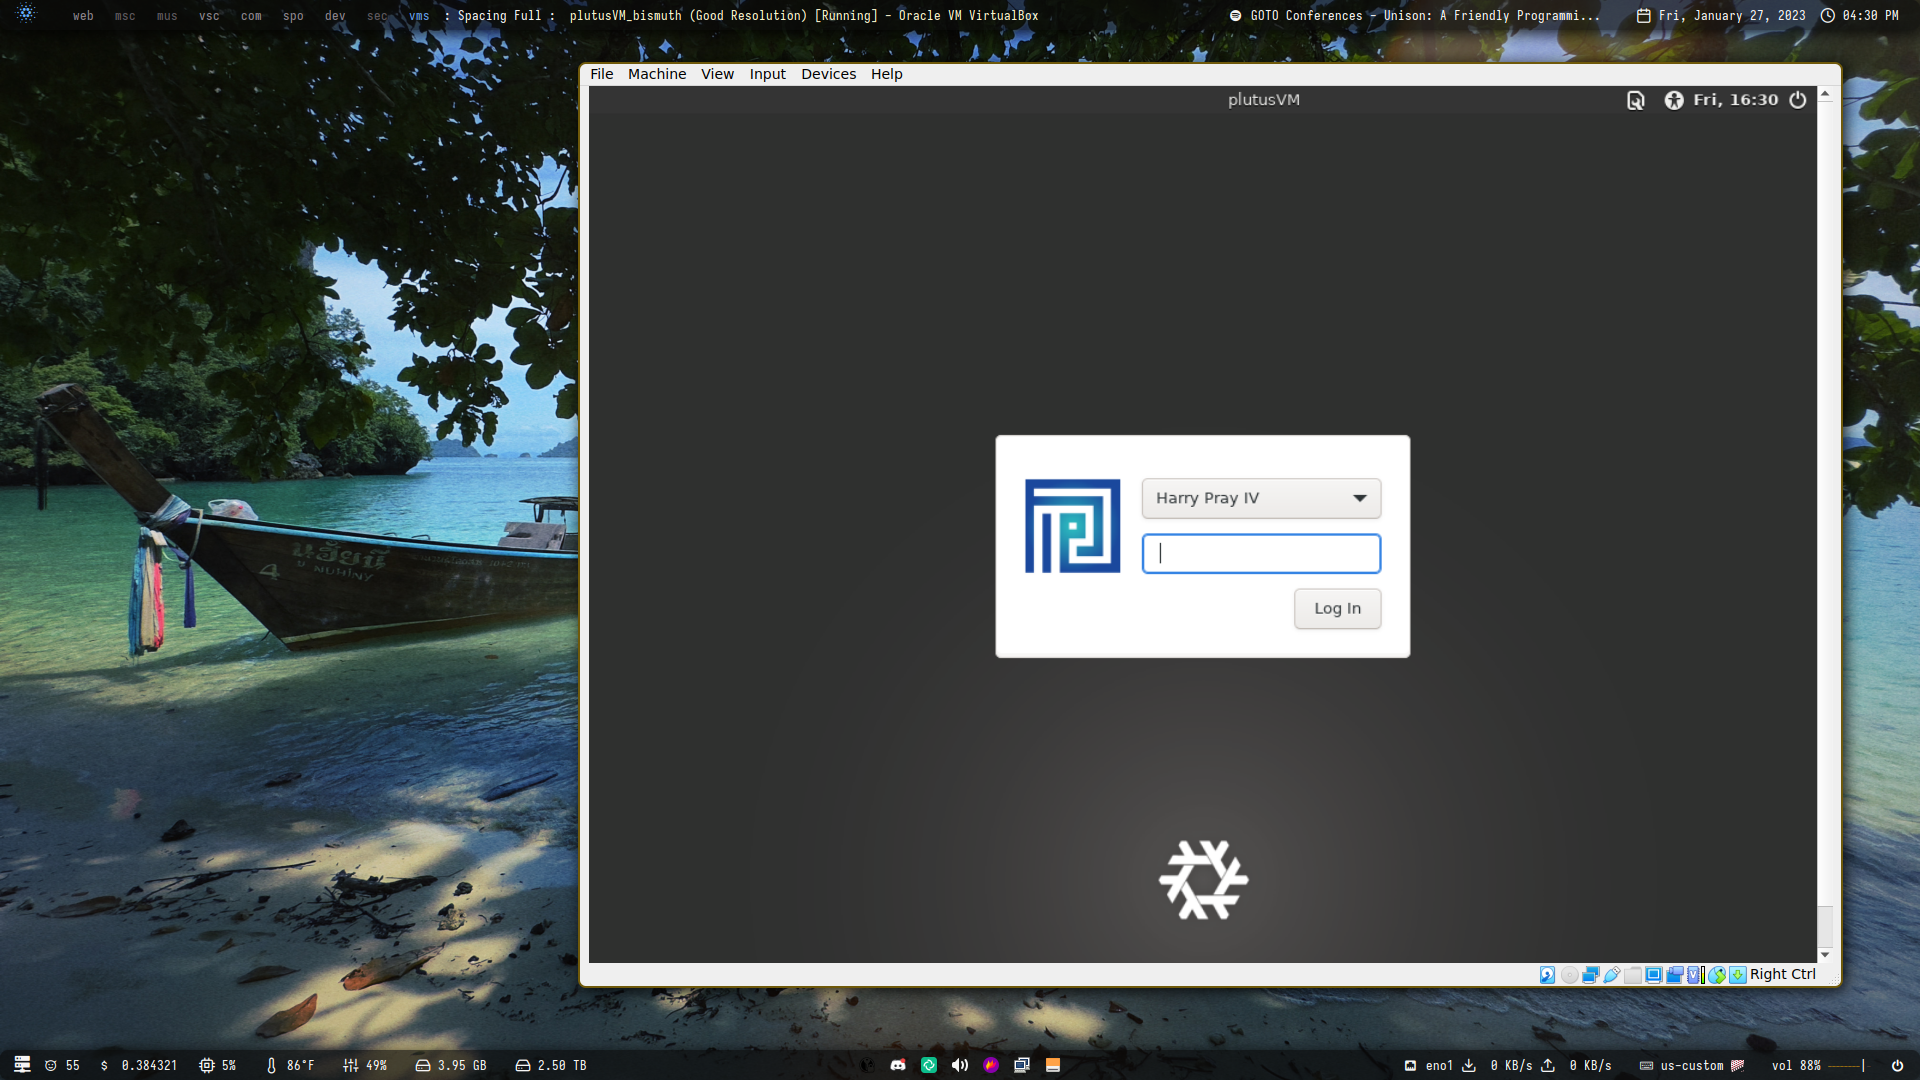 web msc mus vsc com spo dev sec vms : Spacing Full : plutusVM_bismuth (Good Resolution) [Running] - Oracle VM VirtualBox
GOTO Conferences - Unison: A Friendly Programmi... Fri, January 27, 2023 04:30 PM
File Machine View Input Devices Help
plutusVM
Fri, 16:30
Harry Pray IV
Log In
4
Right Ctrl
55 $ 0.384321 5% 86°F 49% 3.95 GB 2.50 TB
eno1 0 KB/s 0 KB/s us-custom vol 88%